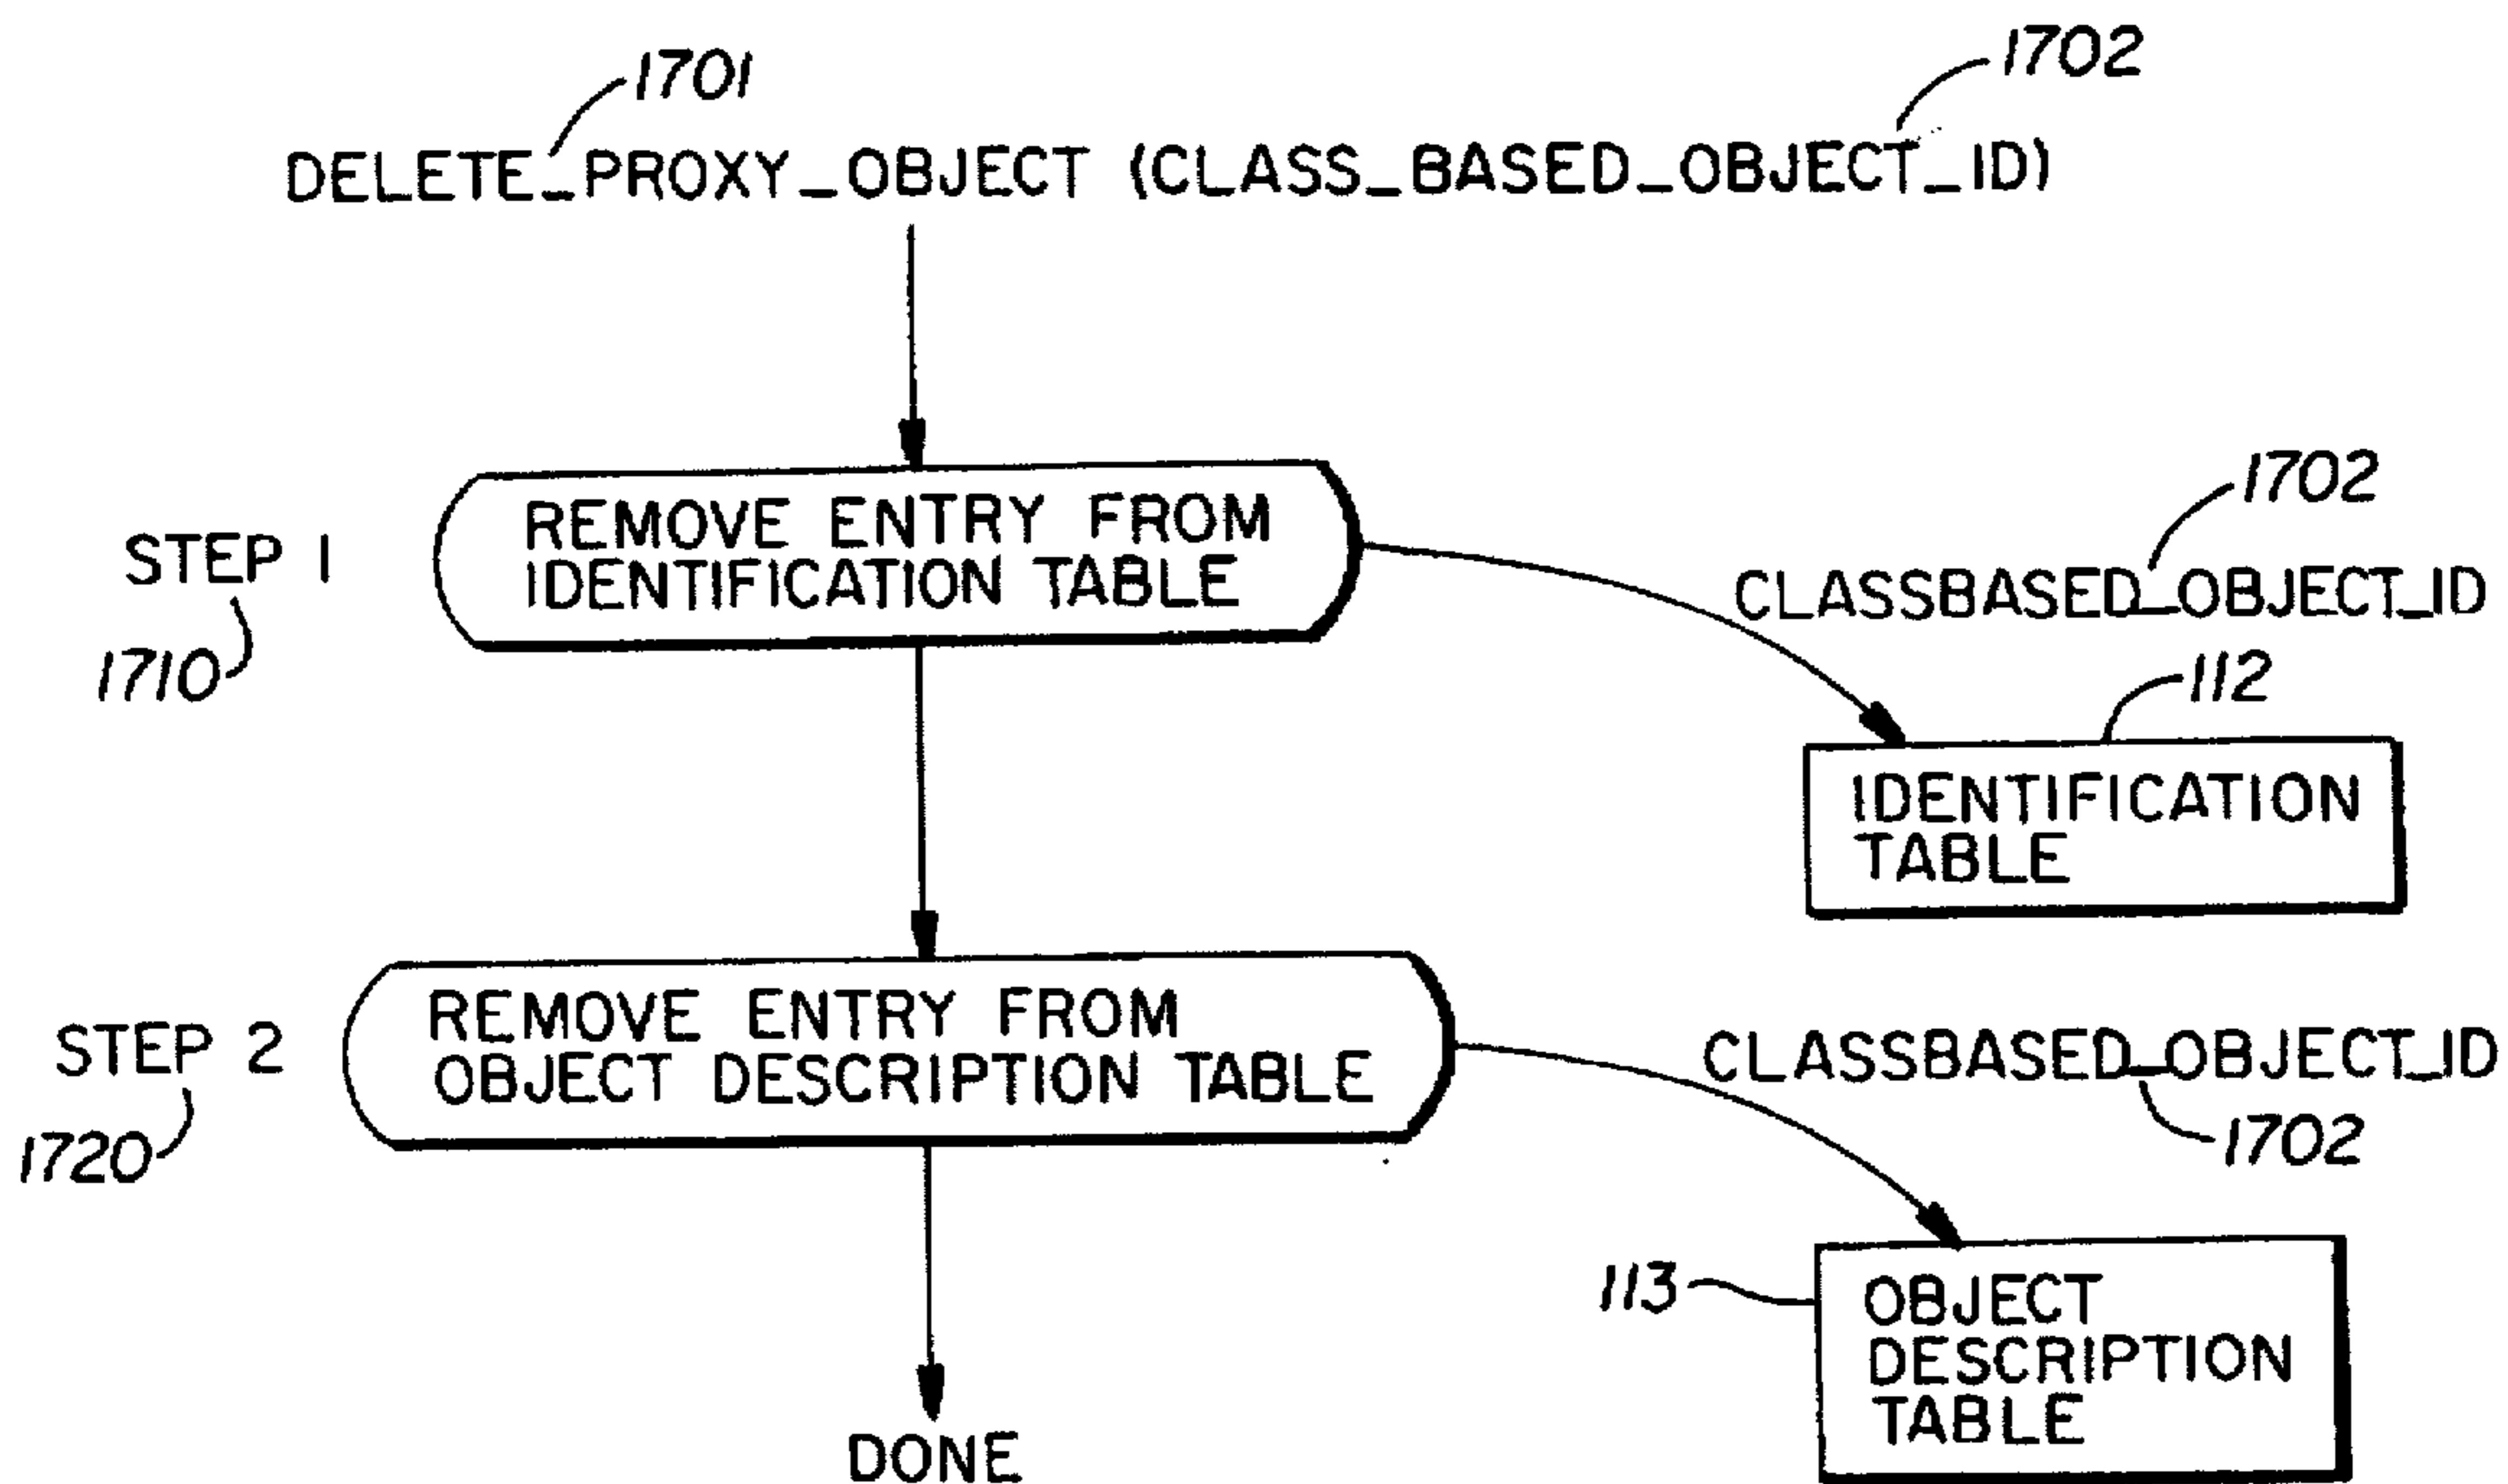 1701
1702
DELETE_PROXY_OBJECT (CLASS_BASED_OBJECT_ID)
STEP 1
1710
REMOVE ENTRY FROM
IDENTIFICATION TABLE
1702
CLASSBASED_OBJECT_ID
112
IDENTIFICATION
TABLE
STEP 2
1720
REMOVE ENTRY FROM
OBJECT DESCRIPTION TABLE
CLASSBASED_OBJECT_ID
1702
113
OBJECT
DESCRIPTION
TABLE
DONE